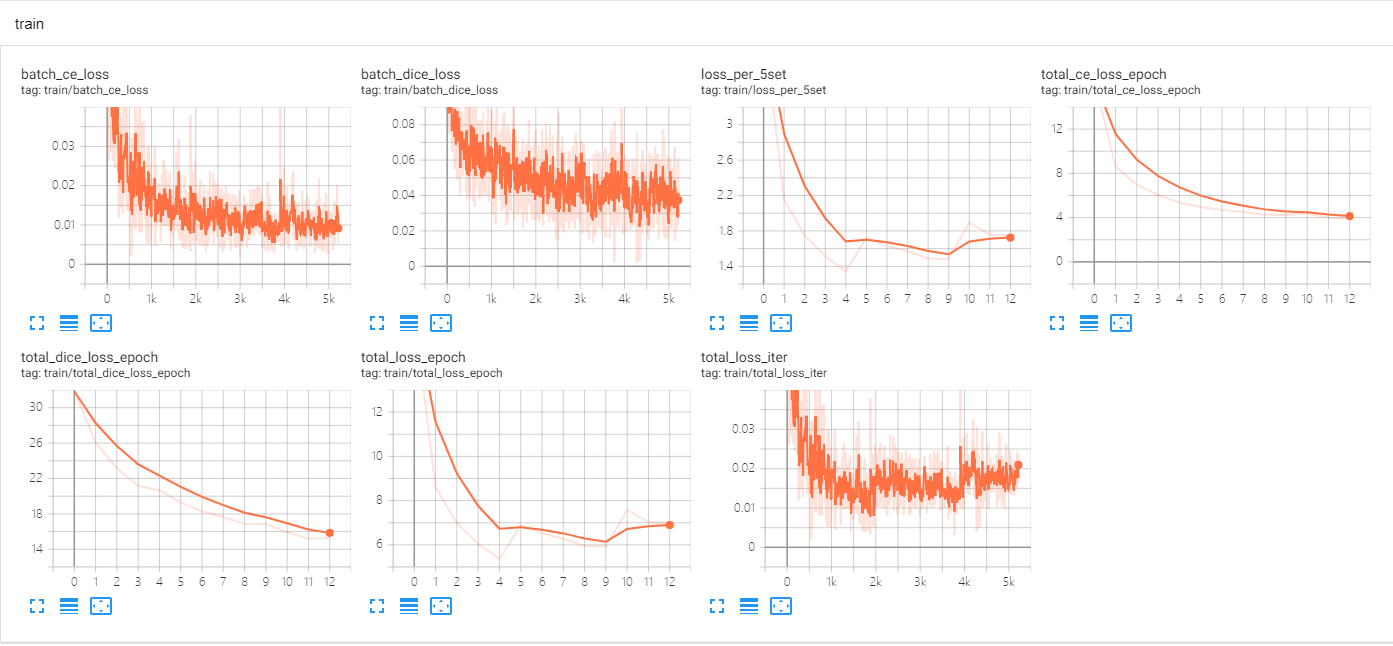 train
batch_ce_loss
tag: train/batch_ce_loss
0.03
0.02
0.01
0
0 1k 2k 3k 4k 5k
batch_dice_loss
tag: train/batch_dice_loss
0.08
0.06
0.04
0.02
0
0 1k 2k 3k 4k 5k
loss_per_5set
tag: train/loss_per_5set
3
2.6
2.2
1.8
1.4
0 1 2 3 4 5 6 7 8 9 10 11 12
total_ce_loss_epoch
tag: train/total_ce_loss_epoch
12
8
4
0
0 1 2 3 4 5 6 7 8 9 10 11 12
total_dice_loss_epoch
tag: train/total_dice_loss_epoch
30
26
22
18
14
0 1 2 3 4 5 6 7 8 9 10 11 12
total_loss_epoch
tag: train/total_loss_epoch
12
10
8
6
0 1 2 3 4 5 6 7 8 9 10 11 12
total_loss_iter
tag: train/total_loss_iter
0.03
0.02
0.01
0
0 1k 2k 3k 4k 5k